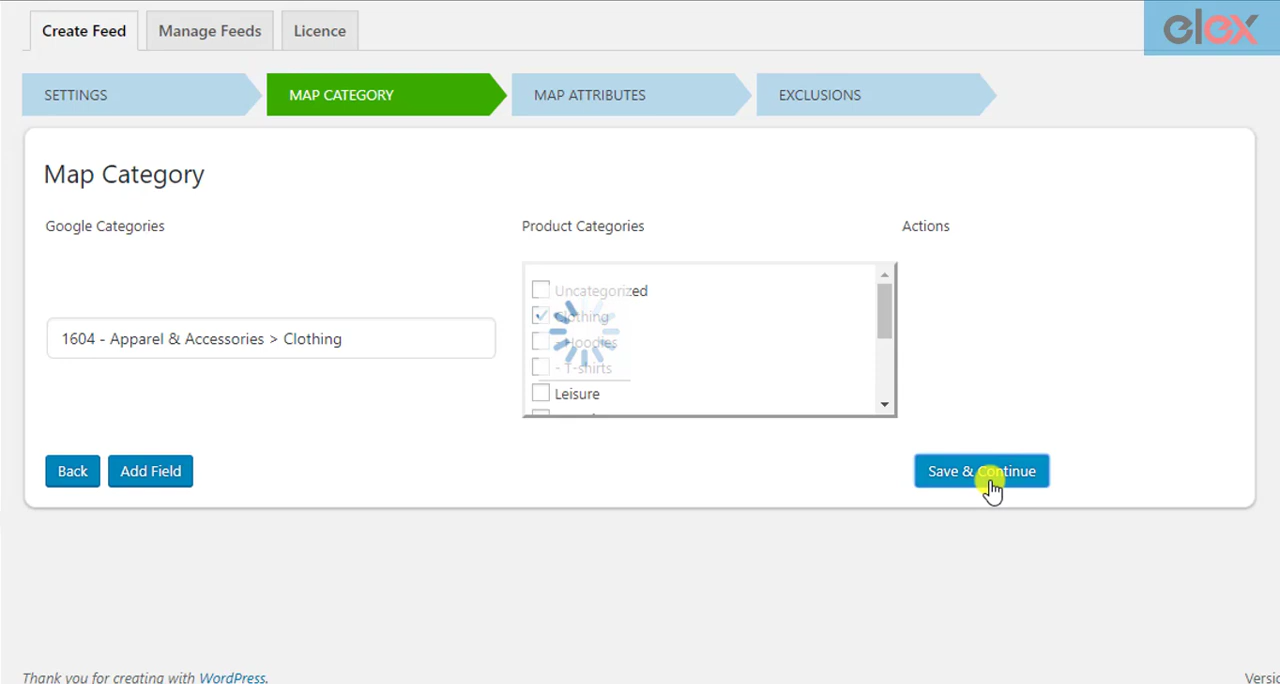 Create Feed
Manage Feeds
Licence
elex
SETTINGS
MAP CATEGORY
MAP ATTRIBUTES
EXCLUSIONS
Map Category
Google Categories
Product Categories
Actions
Uncategorized
Clothing
- Hoodies
- T-shirts
Leisure
1604 - Apparel & Accessories > Clothing
Back
Add Field
Save & Continue
Thank you for creating with WordPress.
Versio